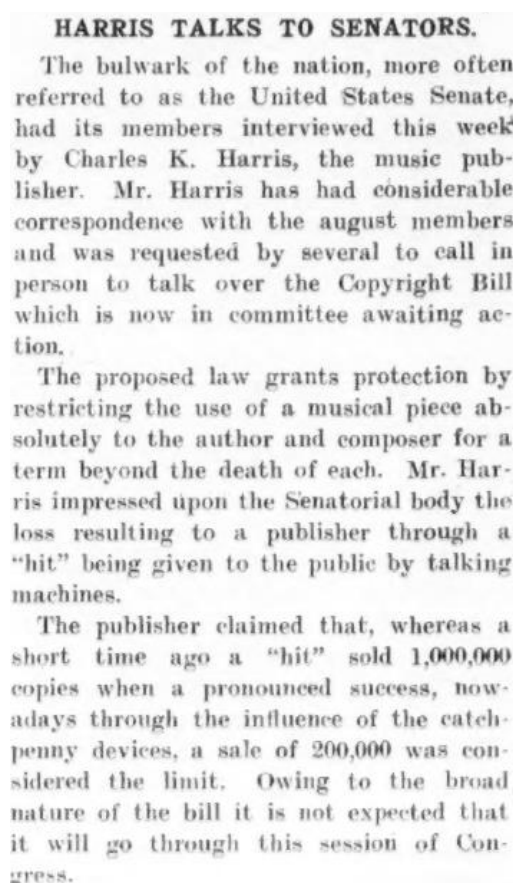 HARRIS TALKS TO SENATORS.
The bulwark of the nation, more often
referred to as the United States Senate,
had its members interviewed this week
by Charles K. Harris, the music pub-
lisher. Mr. Harris has had considerable
correspondence with the august members
and was requested by several to call in
person to talk over the Copyright Bill
which is now in committee awaiting ac-
tion.
The proposed law grants protection by
restricting the use of a musical piece ab-
solutely to the author and composer for a
term beyond the death of each. Mr. Har-
ris impressed upon the Senatorial body the
loss resulting to a publisher through a
"hit" being given to the public by talking
machines.
The publisher claimed that, whereas a
short time ago a "hit" sold 1,000,000
copies when a pronounced success, now-
adays through the influence of the catch-
penny devices, a sale of 200,000 was con-
sidered the limit. Owing to the broad
nature of the bill it is not expected that
it will go through this session of Con-
gress.